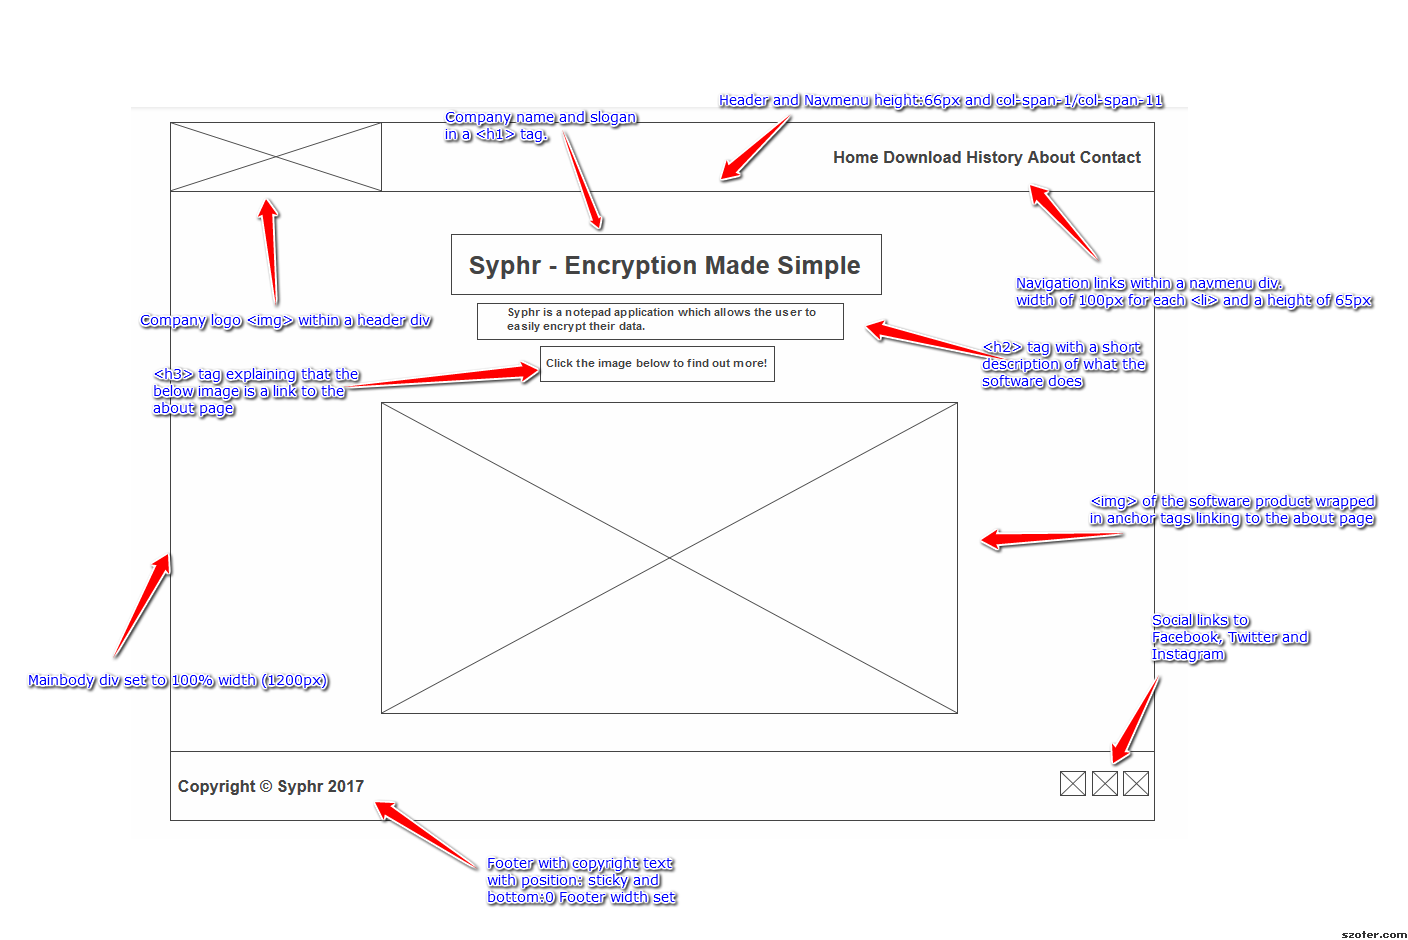 Header and Navmenu height:66px and col-span-1/col-span-11
Company name and slogan
in a <h1> tag.
Home Download History About Contact
Syphr - Encryption Made Simple
Navigation links within a navmenu div.
width of 100px for each <li> and a height of 65px
Company logo <img> within a header div
Syphr is a notepad application which allows the user to
easily encrypt their data.
<h2> tag with a short
description of what the
software does
Click the image below to find out more!
<h3> tag explaining that the
below image is a link to the
about page
<img> of the software product wrapped
in anchor tags linking to the about page
Social links to
Facebook, Twitter and
Instagram
Mainbody div set to 100% width (1200px)
Copyright © Syphr 2017
Footer with copyright text
with position: sticky and
bottom:0 Footer width set
szoter.com